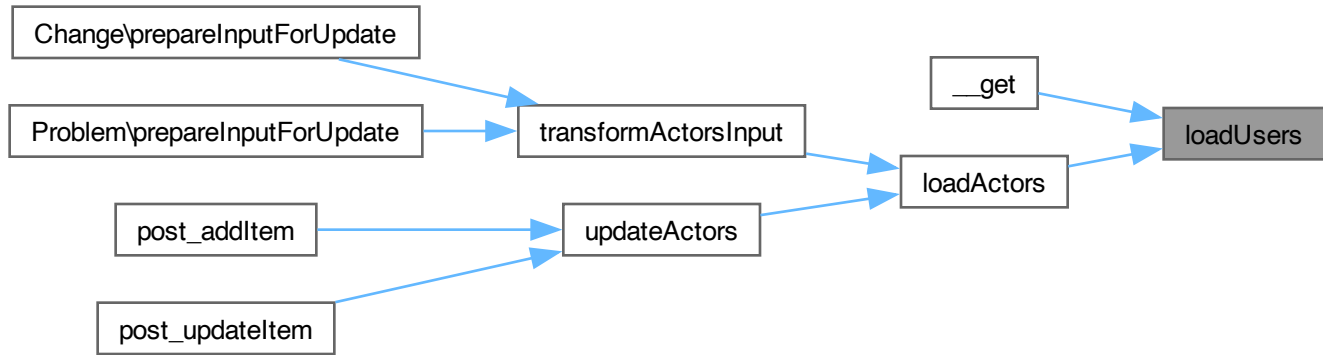 Change\prepareInputForUpdate
Problem\prepareInputForUpdate
post_addItem
post_updateItem
transformActorsInput
updateActors
__get
loadActors
loadUsers